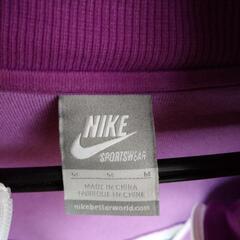 NIKE
SPORTSWEAR
M M M
MADE IN CHINA
FABRIQUE EN CHINE
nikebetterworld.com